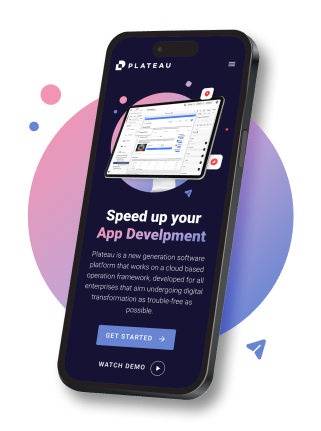 PLATEAU
Speed up your
App Develpment
Plateau is a new generation software
platform that works on a cloud based
operation framework, developed for all
enterprises that aim undergoing digital
transformation as trouble-free as
possible.
GET STARTED
WATCH DEMO